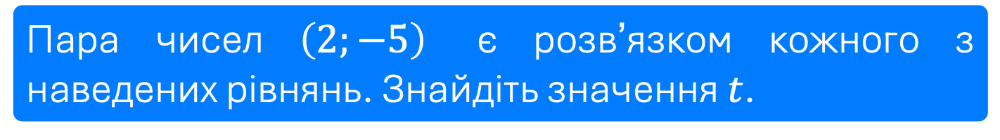 Пара чисел (2; −5) є розв’язком кожного з
наведених рівнянь. Знайдіть значення t.